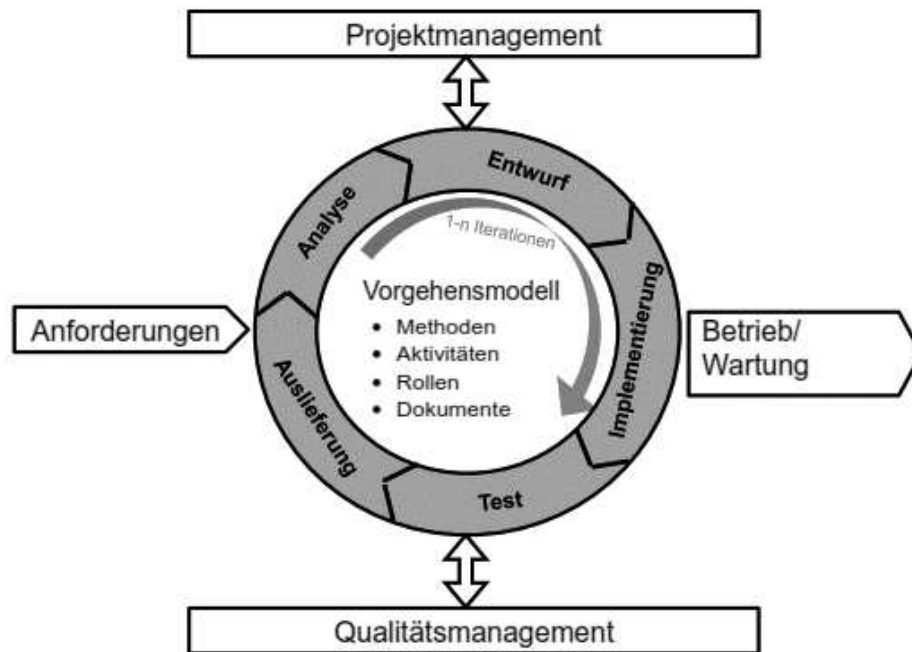 Projektmanagement
Entwurf
Analyse
1-n Iterationen
Vorgehensmodell
• Methoden
• Aktivitäten
• Rollen
• Dokumente
Anforderungen
Implementierung
Betrieb/
Wartung
Auslieferung
Test
Qualitätsmanagement